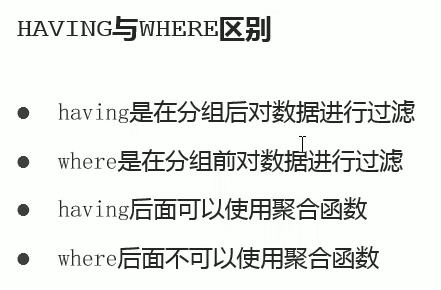 HAVING与WHERE区别
● having是在分组后对数据进行过滤
● where是在分组前对数据进行过滤
● having后面可以使用聚合函数
● where后面不可以使用聚合函数